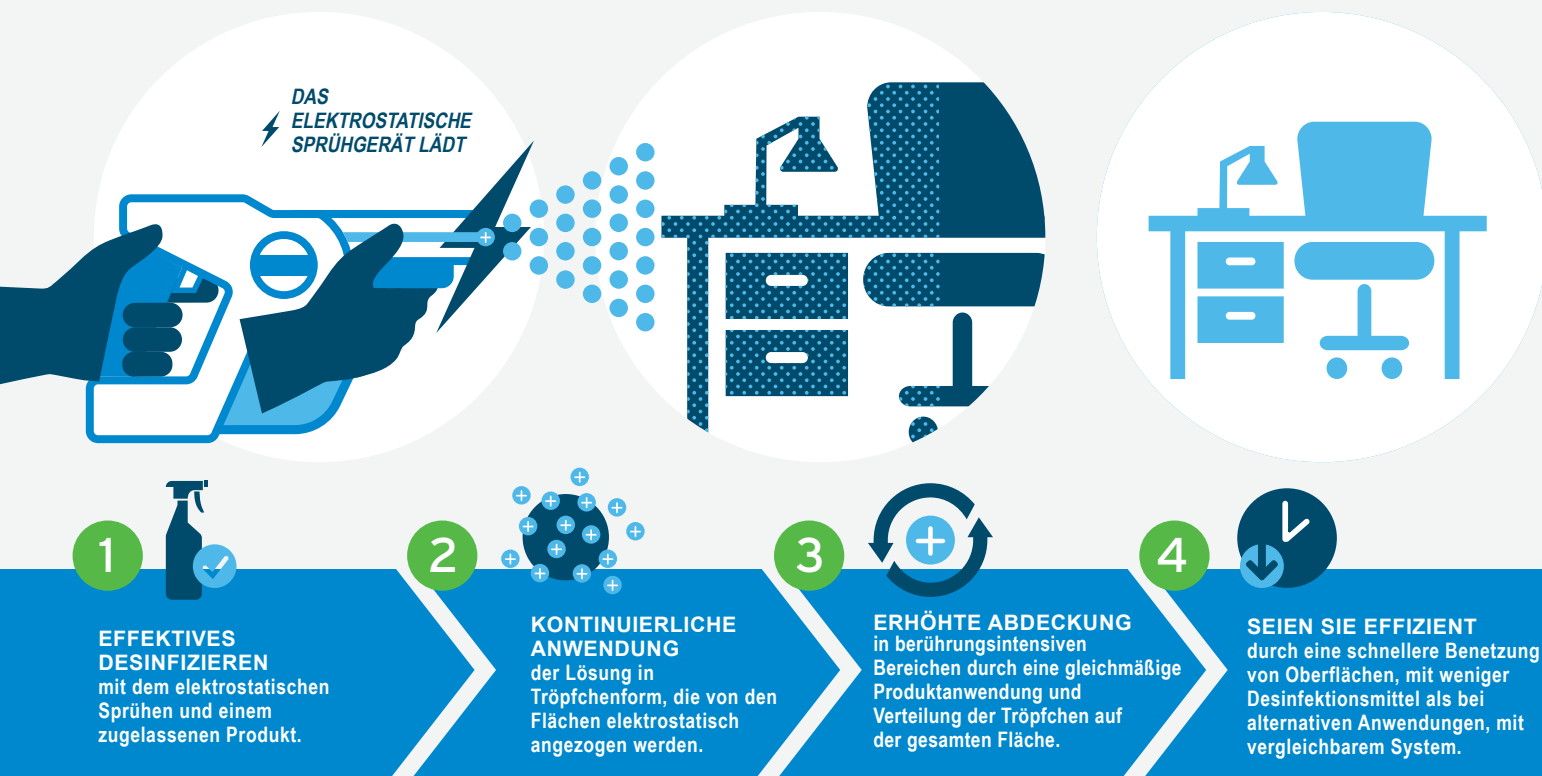 DAS
ELEKTROSTATISCHE
SPRÜHGERÄT LÄDT
1
EFFEKTIVES
DESINFIZIEREN
mit dem elektrostatischen
Sprühen und einem
zugelassenen Produkt.
2
KONTINUIERLICHE
ANWENDUNG
der Lösung in
Tröpfchenform, die von den
Flächen elektrostatisch
angezogen werden.
3
ERHÖHTE ABDECKUNG
in berührungsintensiven
Bereichen durch eine gleichmäßige
Produktanwendung und
Verteilung der Tröpfchen auf
der gesamten Fläche.
4
SEIEN SIE EFFIZIENT
durch eine schnellere Benetzung
von Oberflächen, mit weniger
Desinfektionsmittel als bei
alternativen Anwendungen, mit
vergleichbarem System.